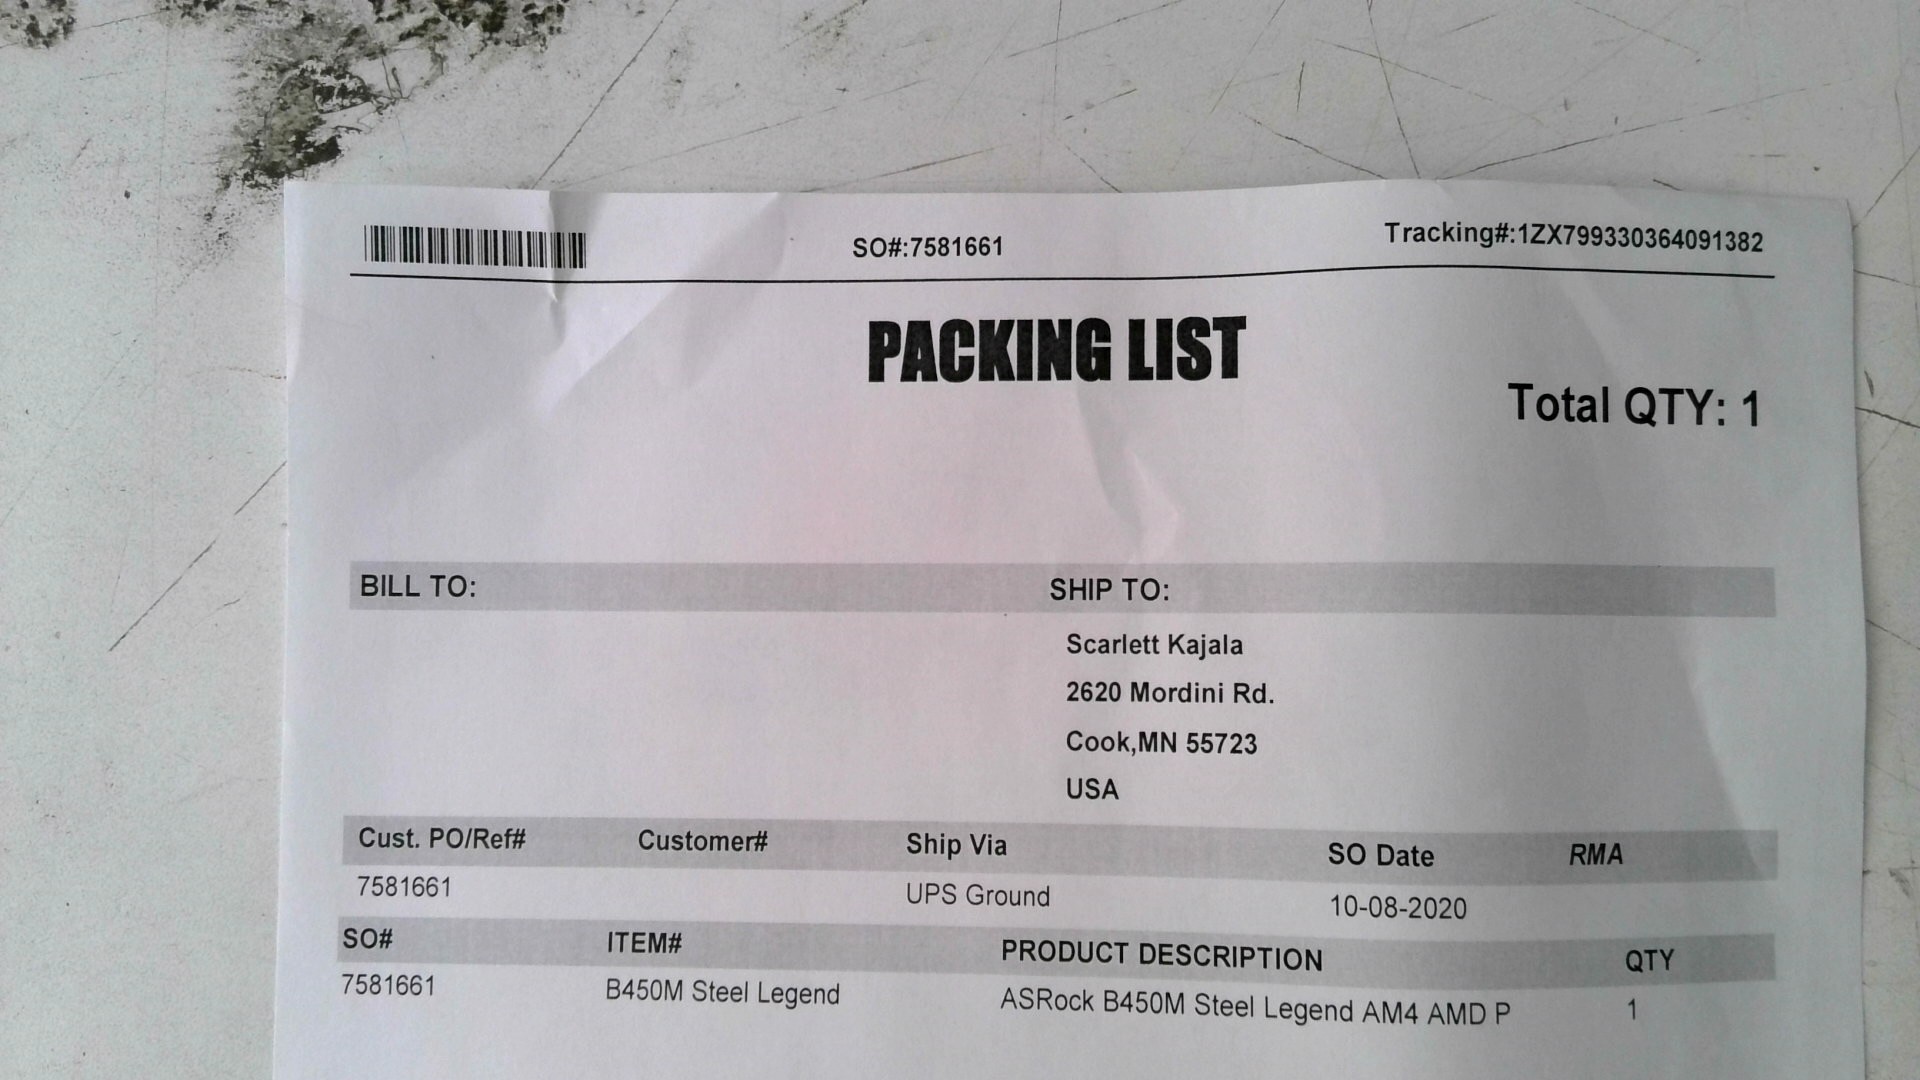 SO#:7581661 Tracking#:1ZX799330364091382
PACKING LIST
Total QTY: 1
BILL TO: SHIP TO:
Scarlett Kajala
2620 Mordini Rd.
Cook,MN 55723
USA
Cust. PO/Ref# Customer# Ship Via SO Date RMA
7581661 UPS Ground 10-08-2020
SO# ITEM# PRODUCT DESCRIPTION QTY
7581661 B450M Steel Legend ASRock B450M Steel Legend AM4 AMD P 1